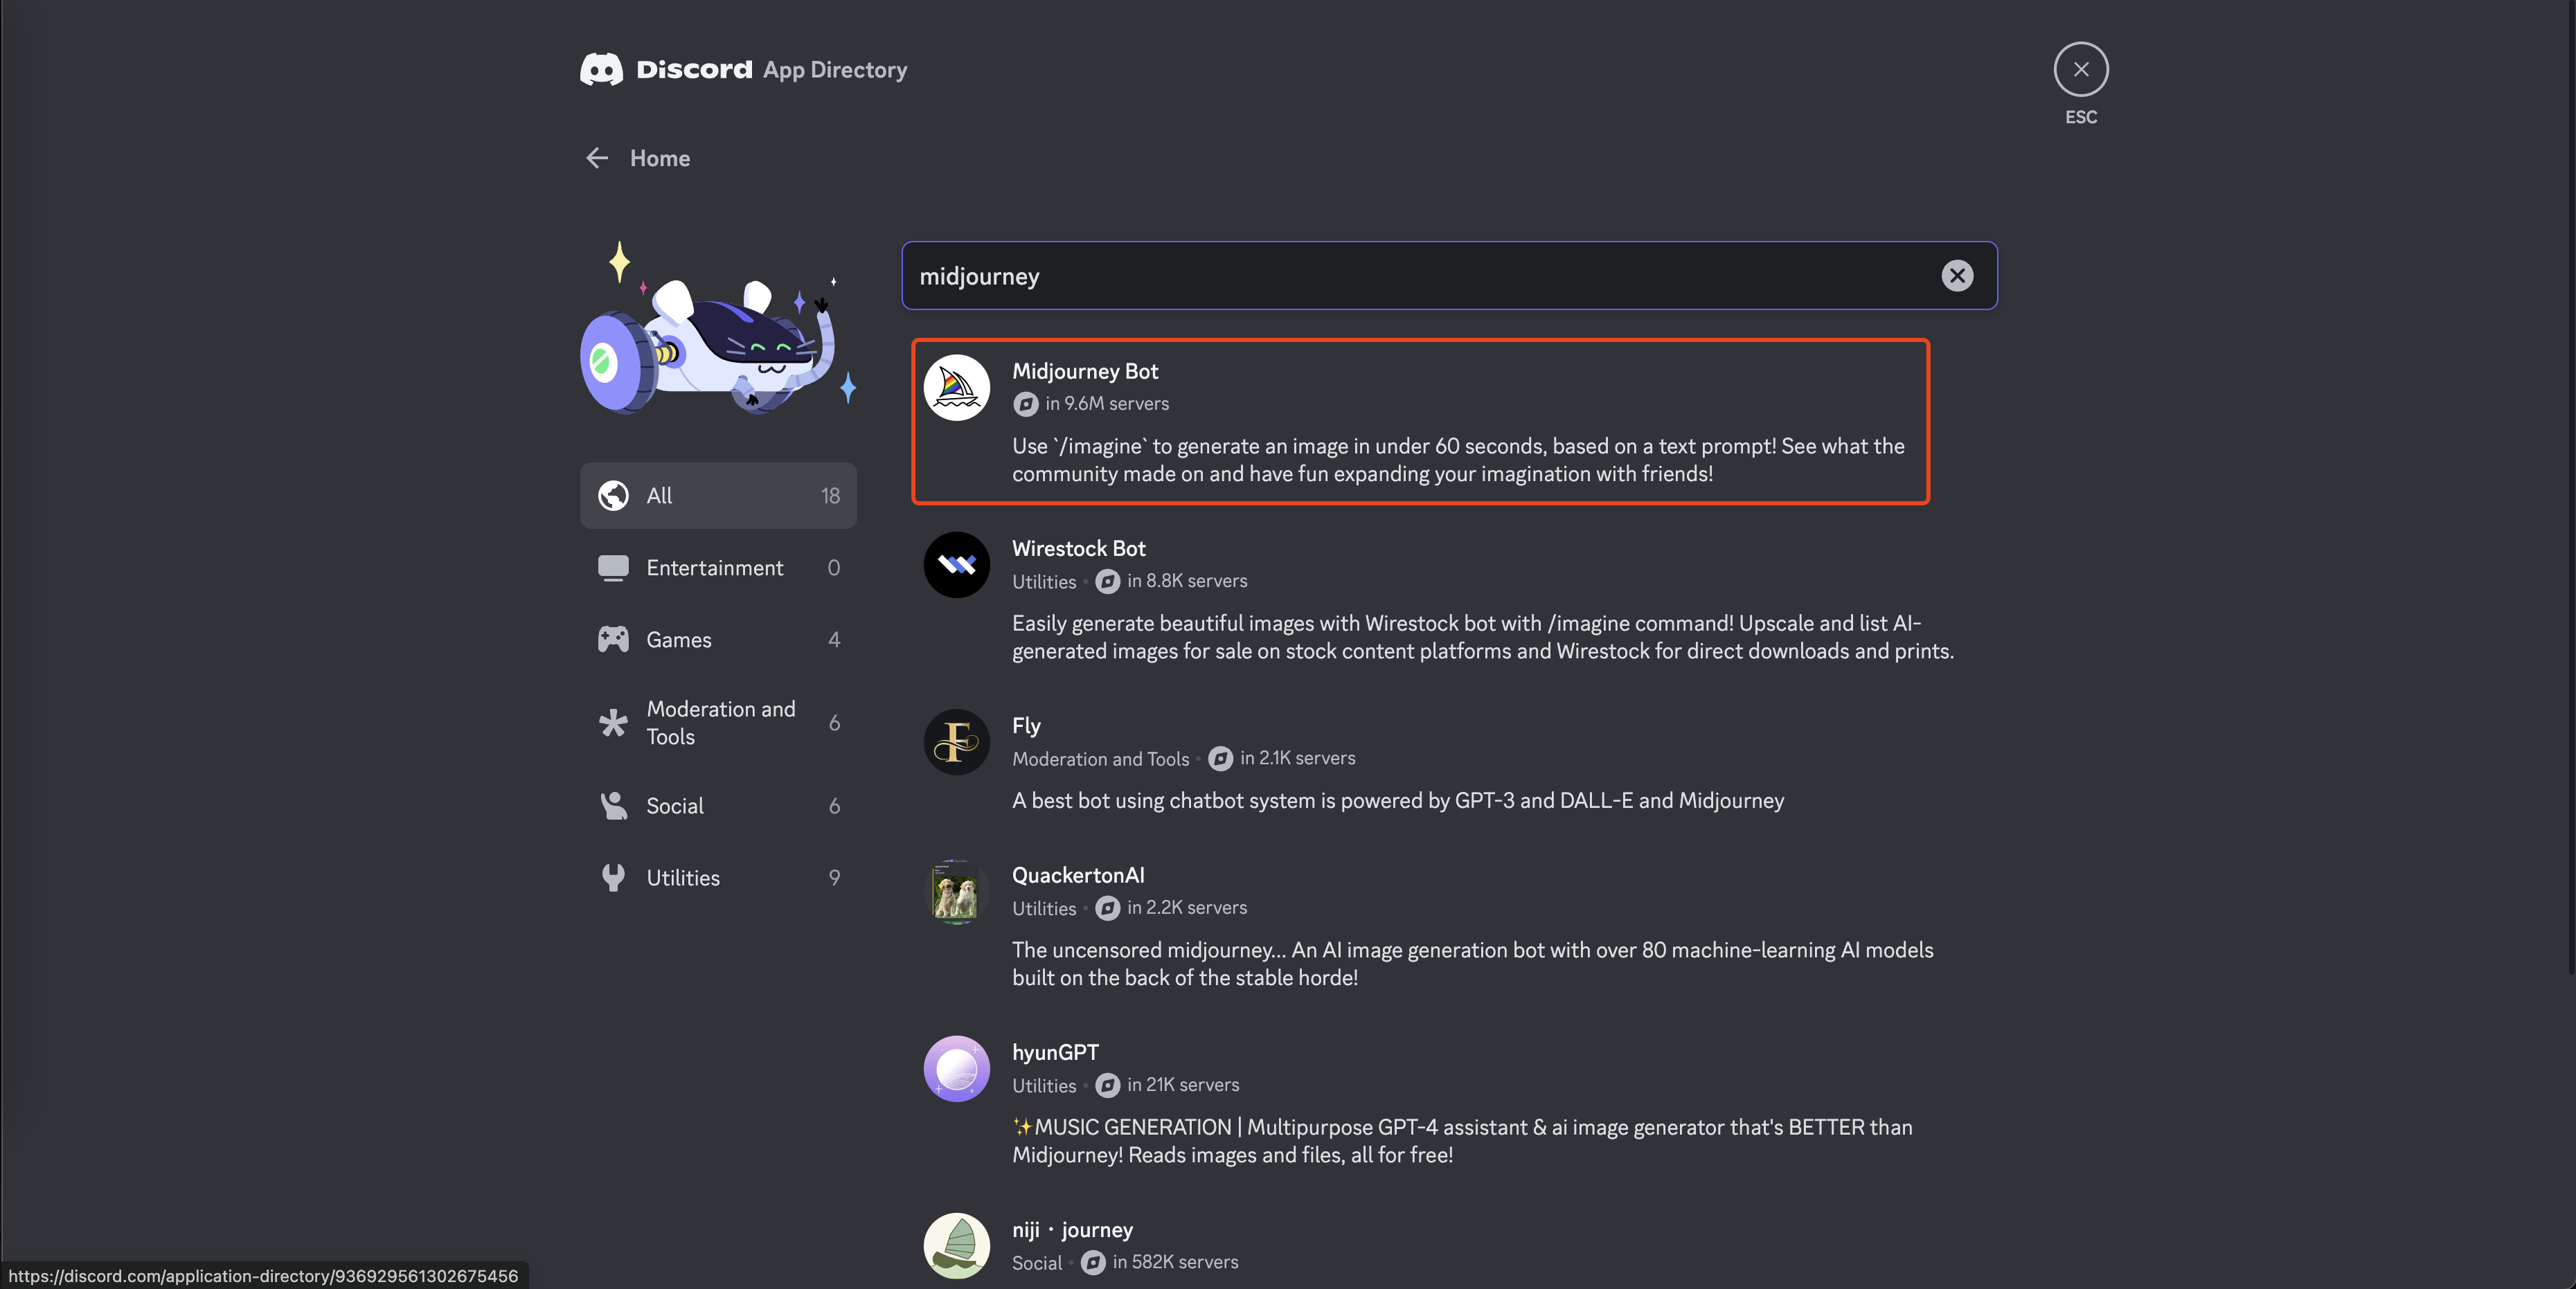 Discord App Directory
ESC
Home
midjourney
All 18
Entertainment 0
Games 4
Moderation and
Tools
6
Social 6
Utilities 9
Midjourney Bot
in 9.6M servers
Use `/imagine` to generate an image in under 60 seconds, based on a text prompt! See what the
community made on and have fun expanding your imagination with friends!
Wirestock Bot
Utilities • in 8.8K servers
Easily generate beautiful images with Wirestock bot with /imagine command! Upscale and list AI-
generated images for sale on stock content platforms and Wirestock for direct downloads and prints.
Fly
Moderation and Tools • in 2.1K servers
A best bot using chatbot system is powered by GPT-3 and DALL-E and Midjourney
QuackertonAI
Utilities • in 2.2K servers
The uncensored midjourney... An AI image generation bot with over 80 machine-learning AI models
built on the back of the stable horde!
hyunGPT
Utilities • in 21K servers
✨MUSIC GENERATION | Multipurpose GPT-4 assistant & ai image generator that's BETTER than
Midjourney! Reads images and files, all for free!
niji · journey
Social • in 582K servers
https://discord.com/application-directory/936929561302675456